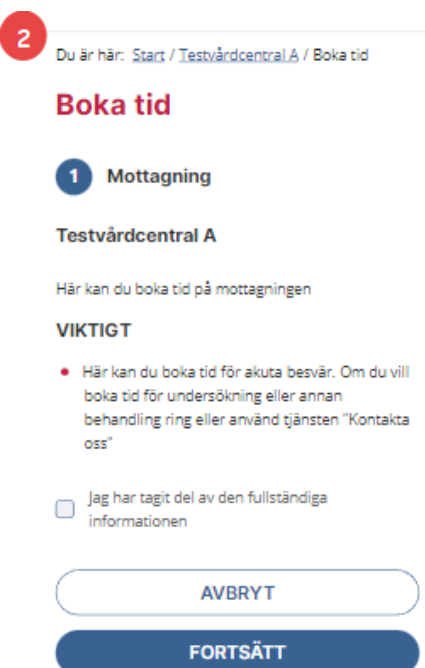 2
Du är här: Start / Testvårdcentral A / Boka tid
Boka tid
1 Mottagning
Testvårdcentral A
Här kan du boka tid på mottagningen
VIKTIGT
Här kan du boka tid för akuta besvär. Om du vill
boka tid för undersökning eller annan
behandling ring eller använd tjänsten "Kontakta
oss"
Jag har tagit del av den fullständiga
informationen
AVBRYT
FORTSÄTT